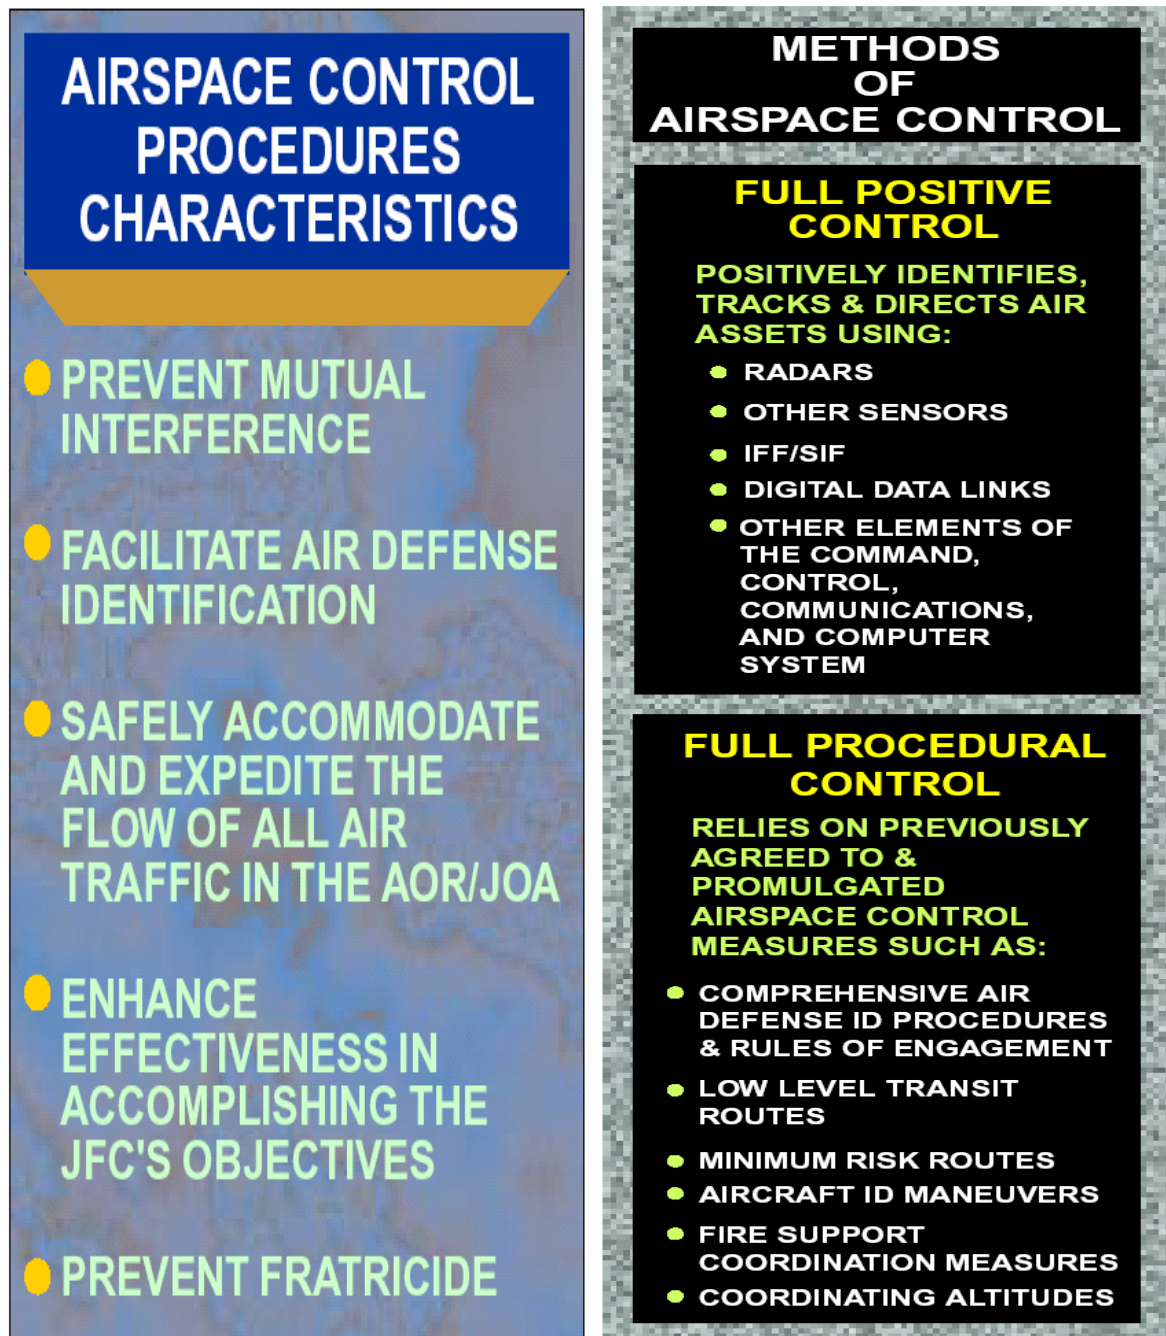 AIRSPACE CONTROL
PROCEDURES
CHARACTERISTICS
PREVENT MUTUAL
INTERFERENCE
FACILITATE AIR DEFENSE
IDENTIFICATION
SAFELY ACCOMMODATE
AND EXPEDITE THE
FLOW OF ALL AIR
TRAFFIC IN THE AOR/JOA
ENHANCE
EFFECTIVENESS IN
ACCOMPLISHING THE
JFC'S OBJECTIVES
PREVENT FRATRICIDE
METHODS
OF
AIRSPACE CONTROL
FULL POSITIVE
CONTROL
POSITIVELY IDENTIFIES,
TRACKS & DIRECTS AIR
ASSETS USING:
RADARS
OTHER SENSORS
IFF/SIF
DIGITAL DATA LINKS
OTHER ELEMENTS OF
THE COMMAND,
CONTROL,
COMMUNICATIONS,
AND COMPUTER
SYSTEM
FULL PROCEDURAL
CONTROL
RELIES ON PREVIOUSLY
AGREED TO &
PROMULGATED
AIRSPACE CONTROL
MEASURES SUCH AS:
COMPREHENSIVE AIR
DEFENSE ID PROCEDURES
& RULES OF ENGAGEMENT
LOW LEVEL TRANSIT
ROUTES
MINIMUM RISK ROUTES
AIRCRAFT ID MANEUVERS
FIRE SUPPORT
COORDINATION MEASURES
COORDINATING ALTITUDES